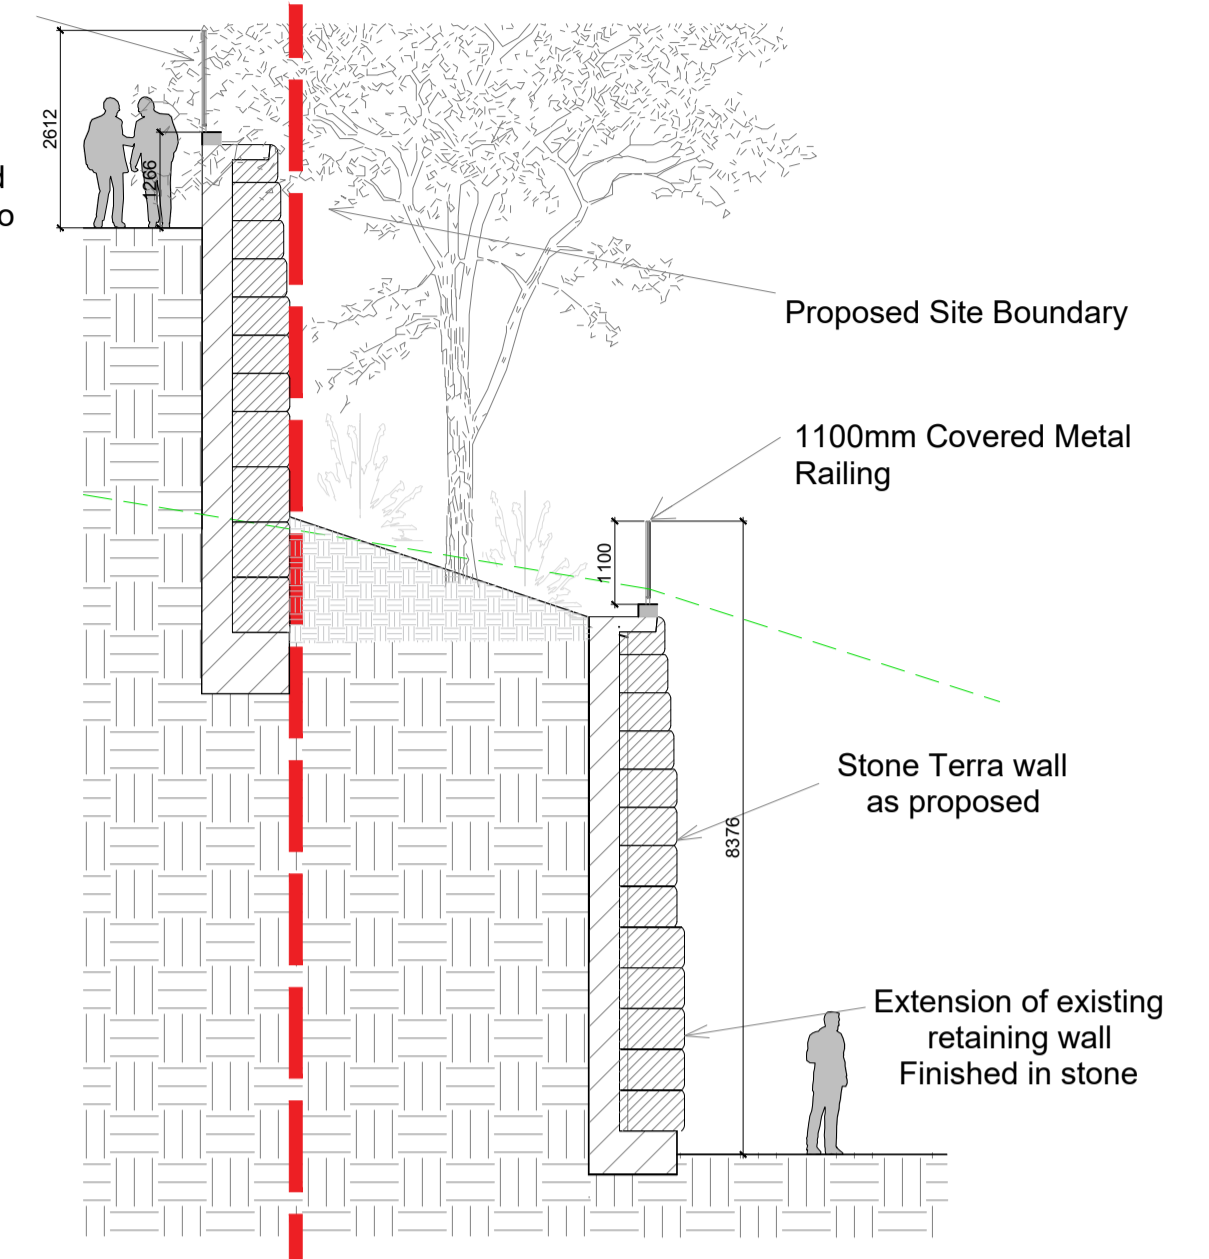 2612
1266
d
o
Proposed Site Boundary
1100mm Covered Metal
Railing
1100
Stone Terra wall
as proposed
8376
Extension of existing
retaining wall
Finished in stone